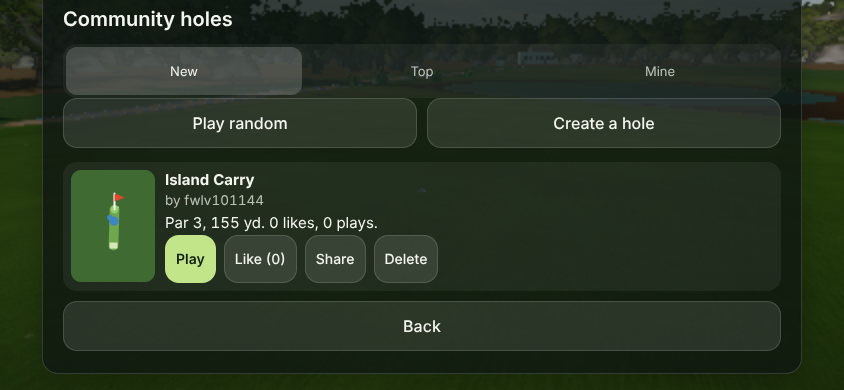 Community holes
New
Top
Mine
Play random
Create a hole
Island Carry
by fwlv101144
Par 3, 155 yd. 0 likes, 0 plays.
Play
Like (0)
Share
Delete
Back